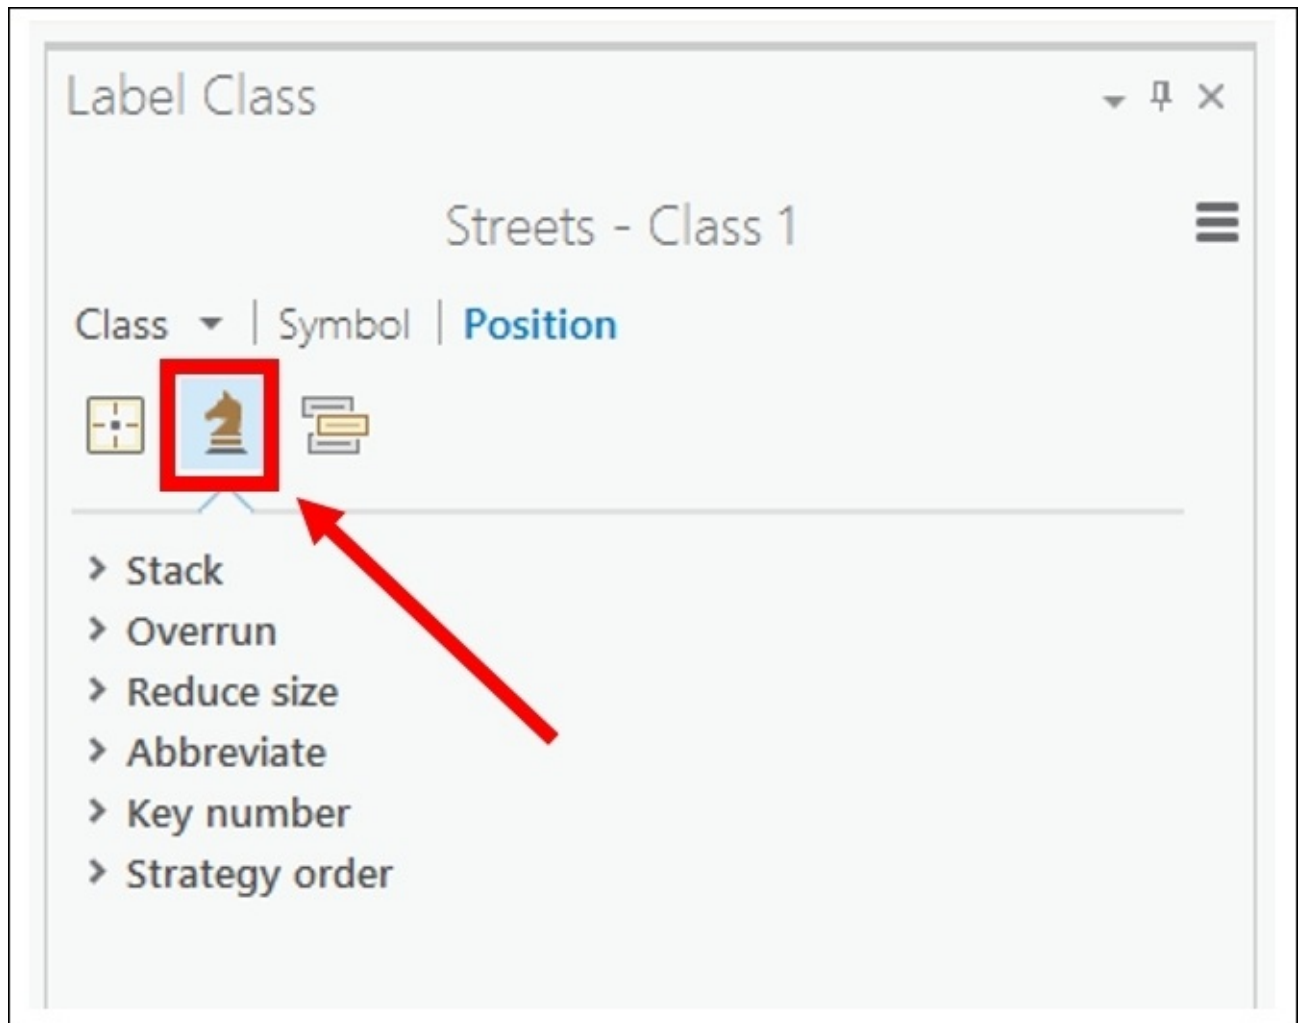 Label Class
Streets - Class 1
Class | Symbol | Position
Stack
Overrun
Reduce size
Abbreviate
Key number
Strategy order